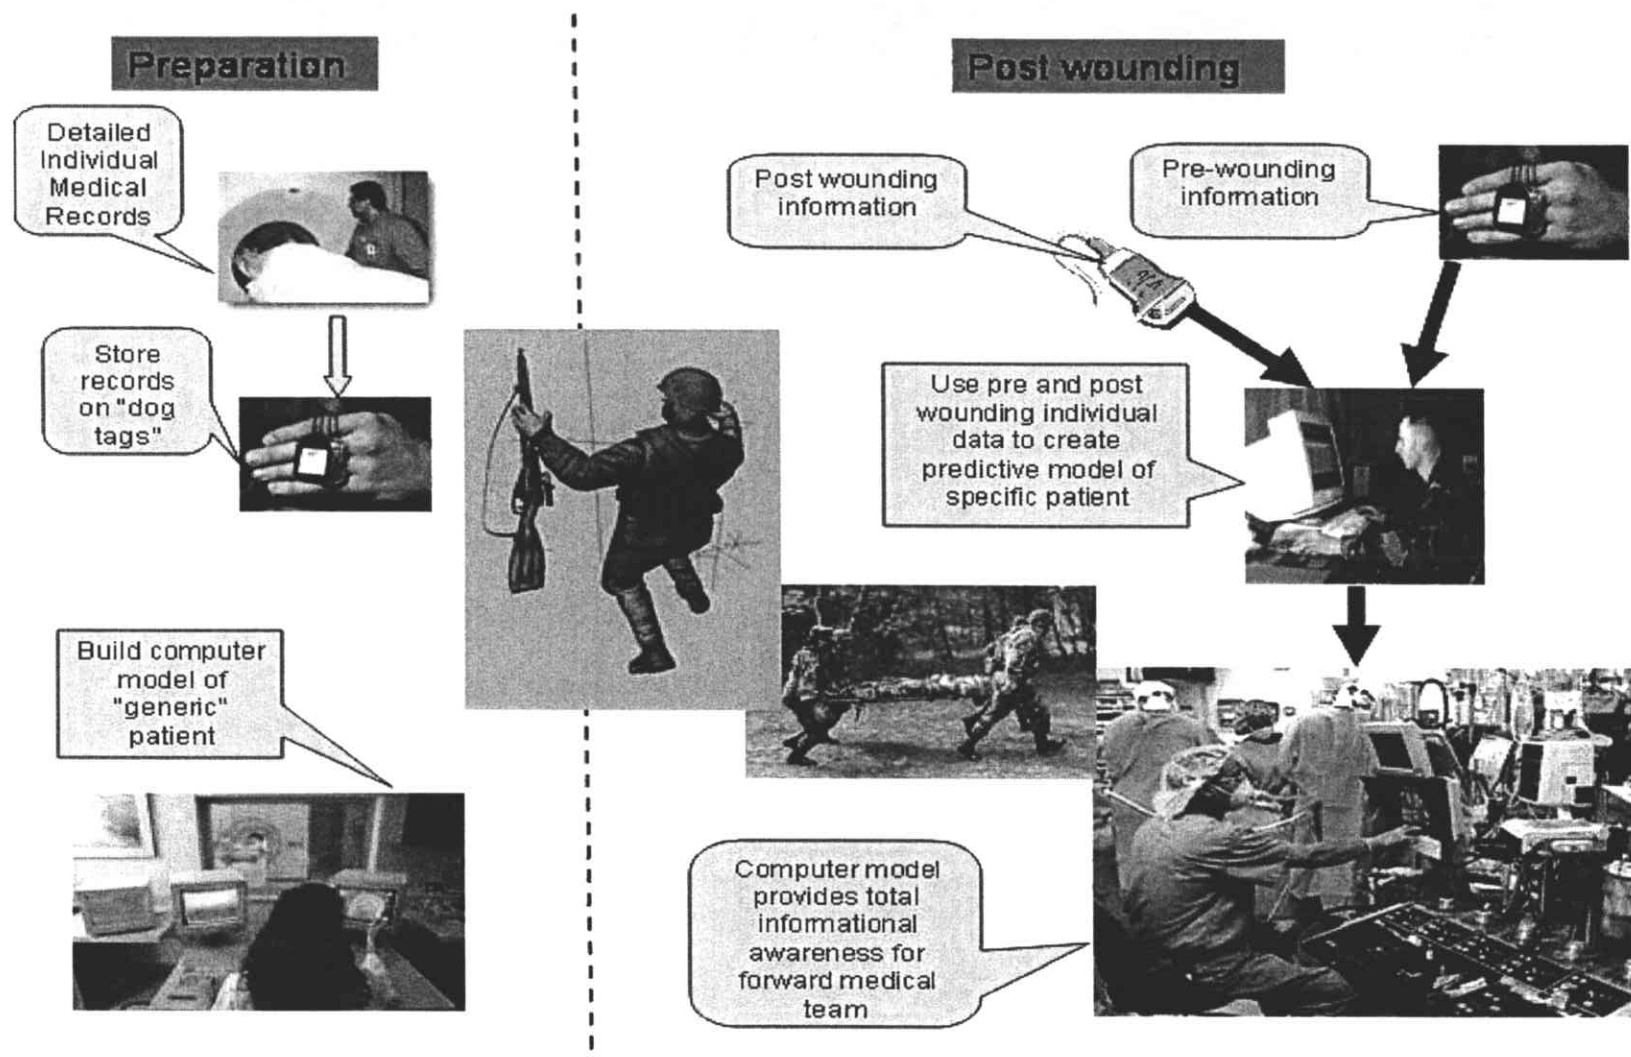 Preparation
Detailed
Individual
Medical
Records
Store
records
on "dog
tags"
Build computer
model of
"generic"
patient
Post wounding
Post wounding
information
Pre-wounding
information
Use pre and post
wounding individual
data to create
predictive model of
specific patient
Computer model
provides total
informational
awareness for
forward medical
team